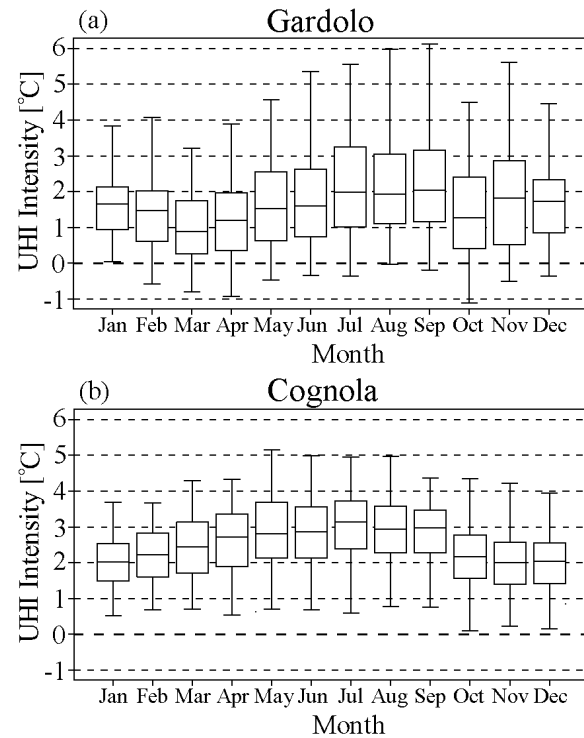 (a) Gardolo
6
5
4
3
2
1
0
-1
UHI Intensity [°C]
Jan Feb Mar Apr May Jun Jul Aug Sep Oct Nov Dec
Month
(b) Cognola
6
5
4
3
2
1
0
-1
UHI Intensity [°C]
Jan Feb Mar Apr May Jun Jul Aug Sep Oct Nov Dec
Month